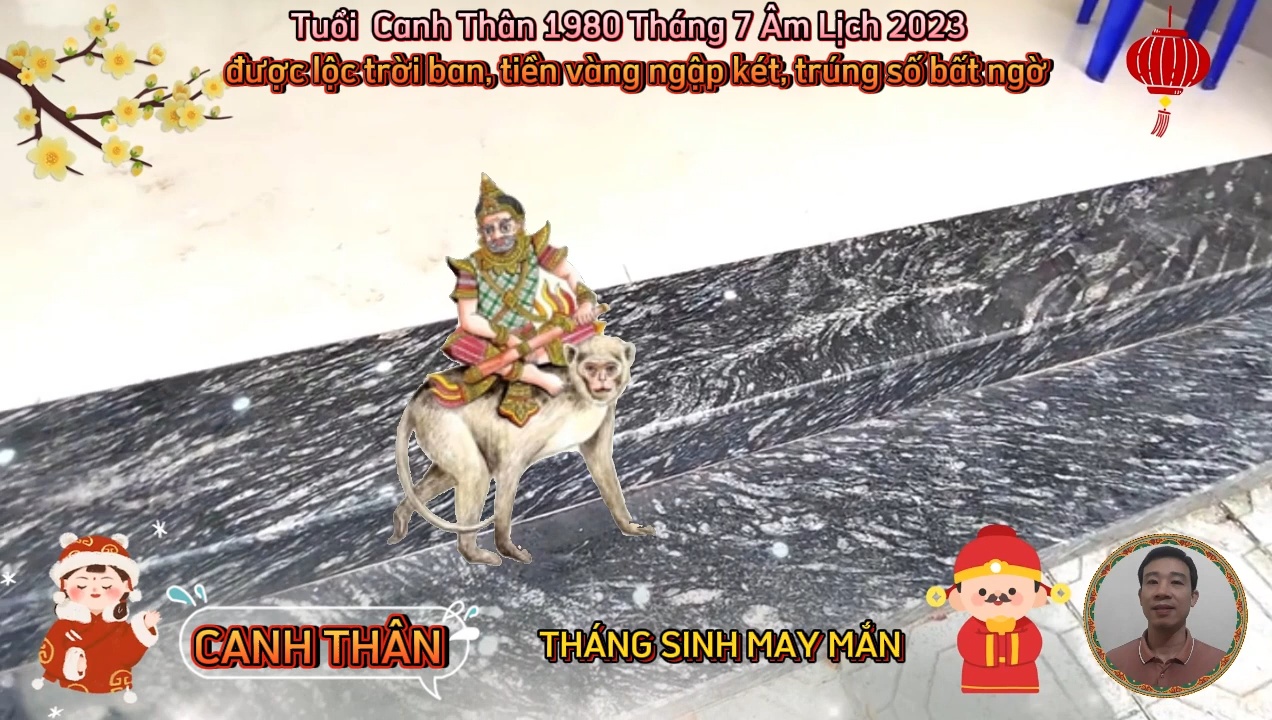 Tuổi Canh Thân 1980 Tháng 7 Âm Lịch 2023
được lộc trời ban, tiền vàng ngập két, trúng số bất ngờ
CANH THÂN
THÁNG SINH MAY MẮN